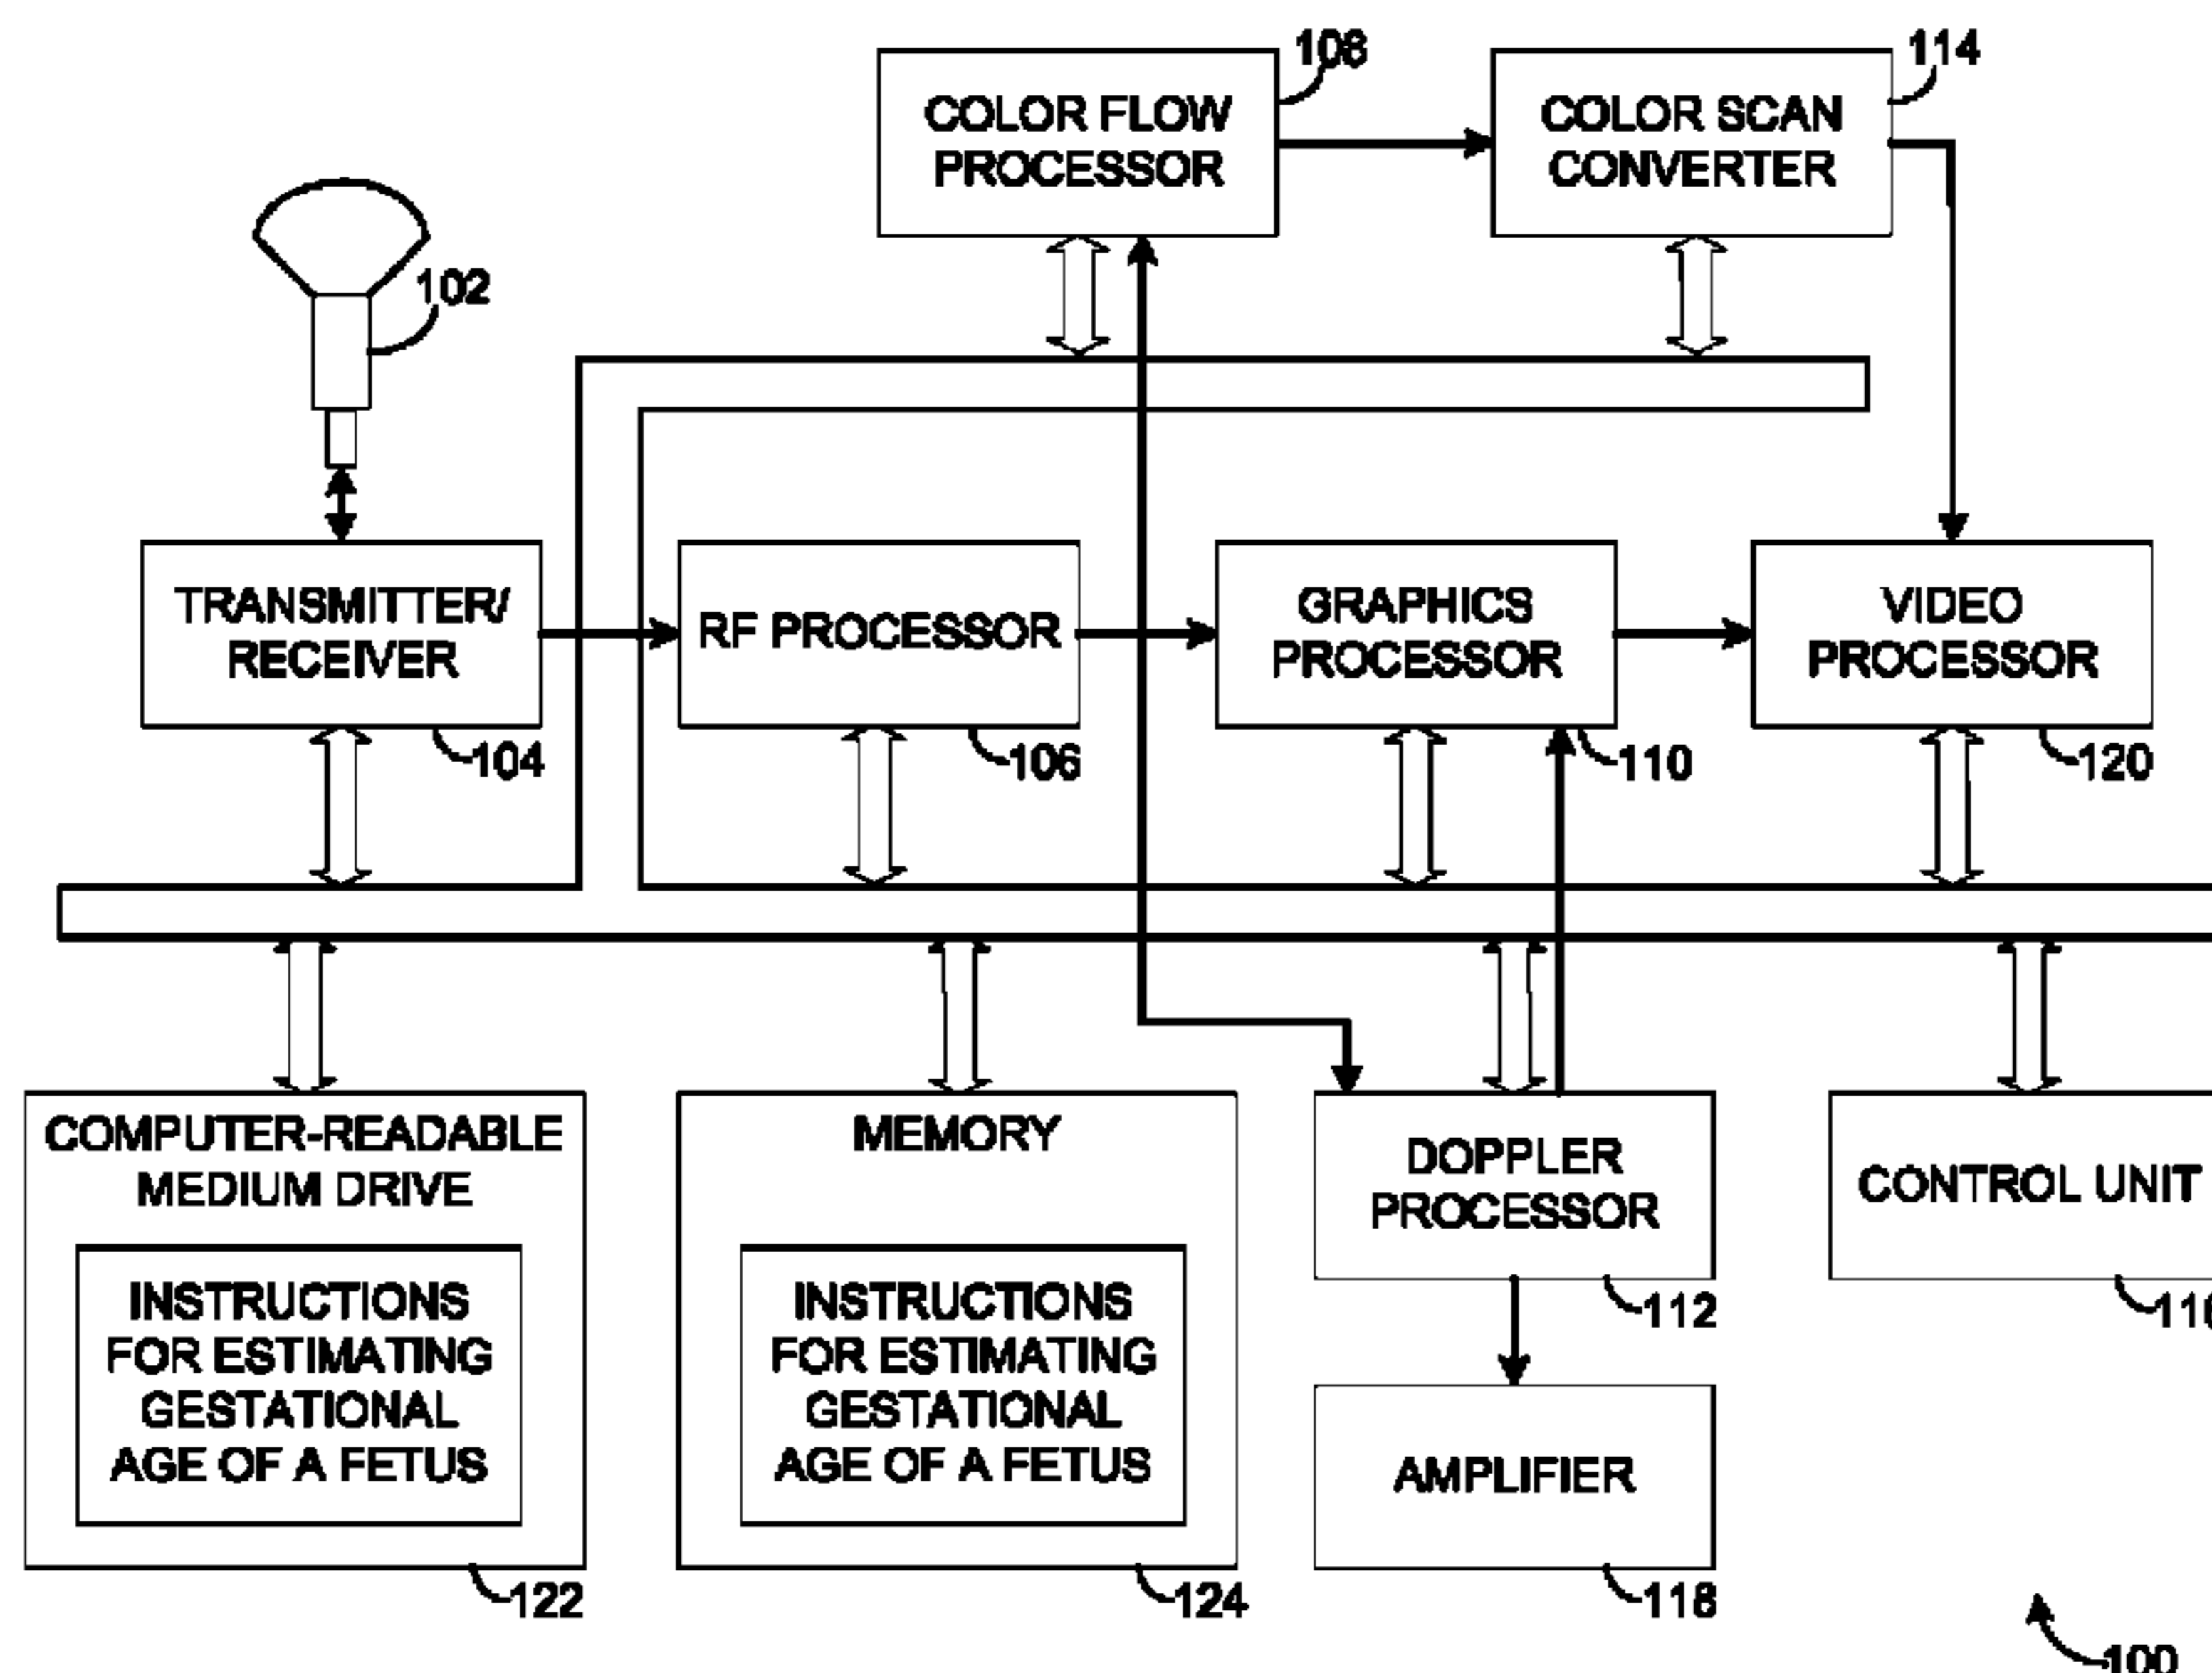 108
114
COLOR FLOW
PROCESSOR
COLOR SCAN
CONVERTER
102
TRANSMITTER/
RECEIVER
RF PROCESSOR
GRAPHICS
PROCESSOR
VIDEO
PROCESSOR
104
106
110
120
COMPUTER-READABLE
MEDIUM DRIVE
MEMORY
DOPPLER
PROCESSOR
CONTROL UNIT
INSTRUCTIONS
FOR ESTIMATING
GESTATIONAL
AGE OF A FETUS
INSTRUCTIONS
FOR ESTIMATING
GESTATIONAL
AGE OF A FETUS
112
AMPLIFIER
122
124
118
100